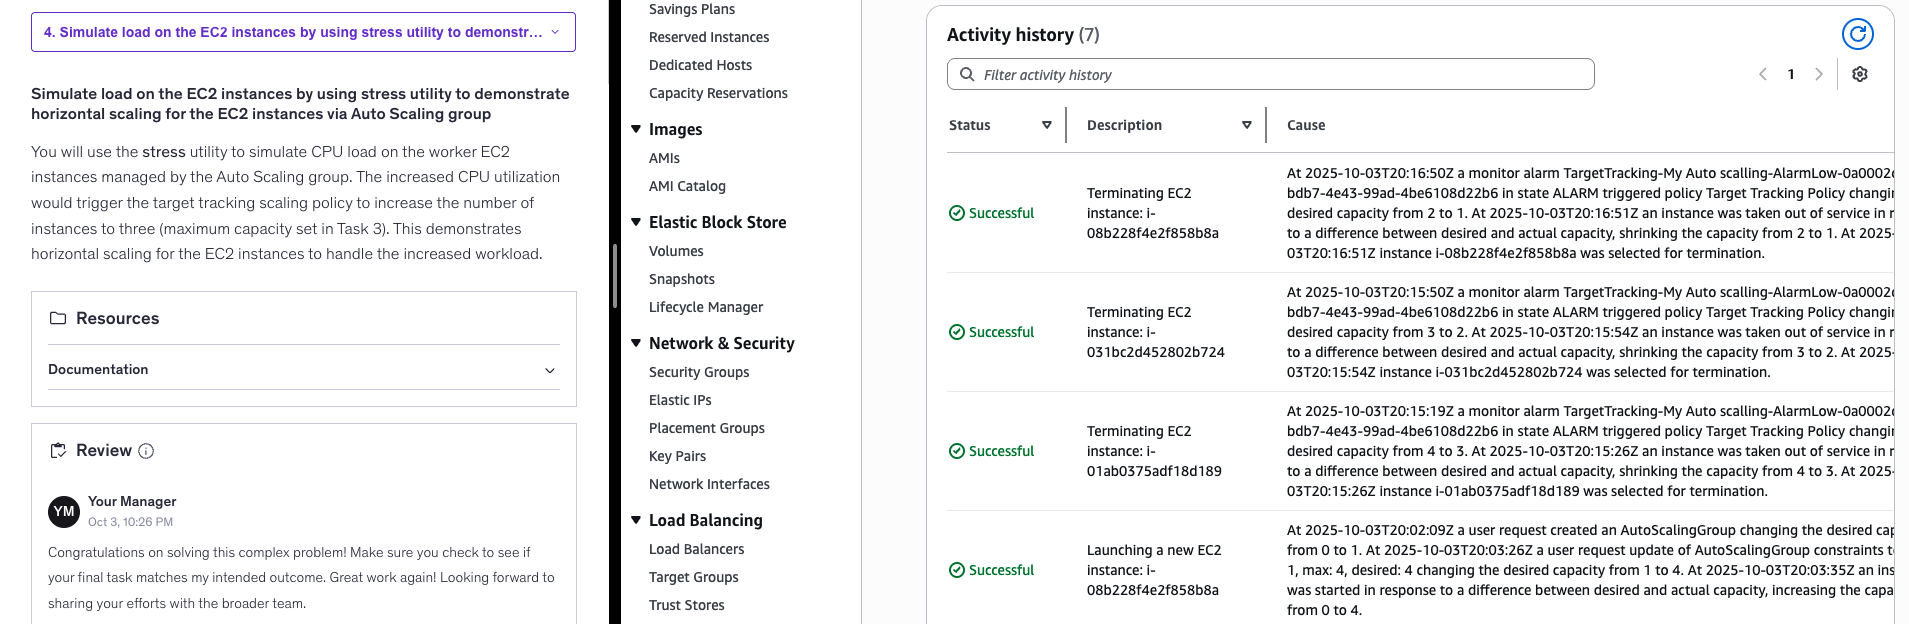 4. Simulate load on the EC2 instances by using stress utility to demonstr...
Simulate load on the EC2 instances by using stress utility to demonstrate
horizontal scaling for the EC2 instances via Auto Scaling group
You will use the stress utility to simulate CPU load on the worker EC2
instances managed by the Auto Scaling group. The increased CPU utilization
would trigger the target tracking scaling policy to increase the number of
instances to three (maximum capacity set in Task 3). This demonstrates
horizontal scaling for the EC2 instances to handle the increased workload.
Resources
Documentation
Review
YM
Your Manager
Oct 3, 10:26 PM
Congratulations on solving this complex problem! Make sure you check to see if
your final task matches my intended outcome. Great work again! Looking forward to
sharing your efforts with the broader team.
Savings Plans
Reserved Instances
Dedicated Hosts
Capacity Reservations
Images
AMIs
AMI Catalog
Elastic Block Store
Volumes
Snapshots
Lifecycle Manager
Network & Security
Security Groups
Elastic IPs
Placement Groups
Key Pairs
Network Interfaces
Load Balancing
Load Balancers
Target Groups
Trust Stores
Activity history (7)
Filter activity history
1
Status
Description
Cause
Successful
Terminating EC2
instance: i-
08b228f4e2f858b8a
At 2025-10-03T20:16:50Z a monitor alarm TargetTracking-My Auto scalling-AlarmLow-0a0002
bdb7-4e43-99ad-4be6108d22b6 in state ALARM triggered policy Target Tracking Policy changin
desired capacity from 2 to 1. At 2025-10-03T20:16:51Z an instance was taken out of service in r
to a difference between desired and actual capacity, shrinking the capacity from 2 to 1. At 2025-
03T20:16:51Z instance i-08b228f4e2f858b8a was selected for termination.
Successful
Terminating EC2
instance: i-
031bc2d452802b724
At 2025-10-03T20:15:50Z a monitor alarm TargetTracking-My Auto scalling-AlarmLow-0a0002
bdb7-4e43-99ad-4be6108d22b6 in state ALARM triggered policy Target Tracking Policy changin
desired capacity from 3 to 2. At 2025-10-03T20:15:54Z an instance was taken out of service in r
to a difference between desired and actual capacity, shrinking the capacity from 3 to 2. At 2025-
03T20:15:54Z instance i-031bc2d452802b724 was selected for termination.
Successful
Terminating EC2
instance: i-
01ab0375adf18d189
At 2025-10-03T20:15:19Z a monitor alarm TargetTracking-My Auto scalling-AlarmLow-0a0002
bdb7-4e43-99ad-4be6108d22b6 in state ALARM triggered policy Target Tracking Policy changin
desired capacity from 4 to 3. At 2025-10-03T20:15:26Z an instance was taken out of service in r
to a difference between desired and actual capacity, shrinking the capacity from 4 to 3. At 2025-
03T20:15:26Z instance i-01ab0375adf18d189 was selected for termination.
Successful
Launching a new EC2
instance: i-
08b228f4e2f858b8a
At 2025-10-03T20:02:09Z a user request created an AutoScalingGroup changing the desired cap
from 0 to 1. At 2025-10-03T20:03:26Z a user request update of AutoScalingGroup constraints t
1, max: 4, desired: 4 changing the desired capacity from 1 to 4. At 2025-10-03T20:03:35Z an ins
was started in response to a difference between desired and actual capacity, increasing the capa
from 0 to 4.